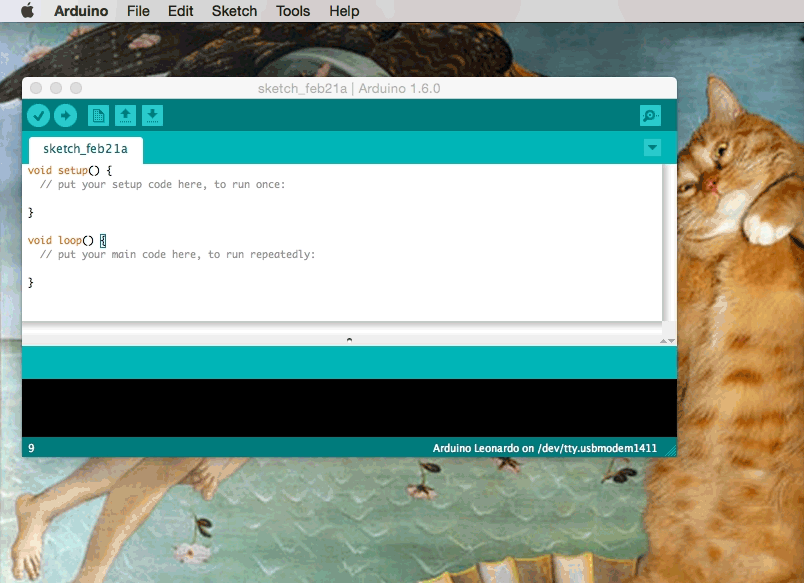 Arduino File Edit Sketch Tools Help
sketch_feb21a | Arduino 1.6.0
sketch_feb21a
void setup() {
// put your setup code here, to run once:
}
void loop() {
// put your main code here, to run repeatedly:
}
9 Arduino Leonardo on /dev/tty.usbmodem1411